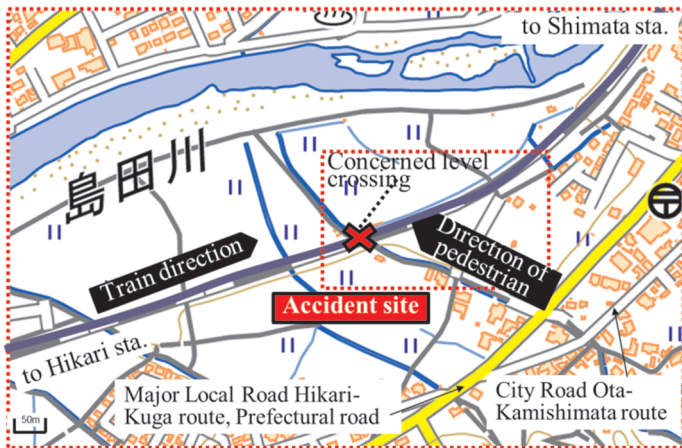 to Shimata sta.
Concerned level
crossing
島田川
Direction of
pedestrian
Train direction
Accident site
to Hikari sta.
Major Local Road Hikari-
Kuga route, Prefectural road
City Road Ota-
Kamishimata route
50m